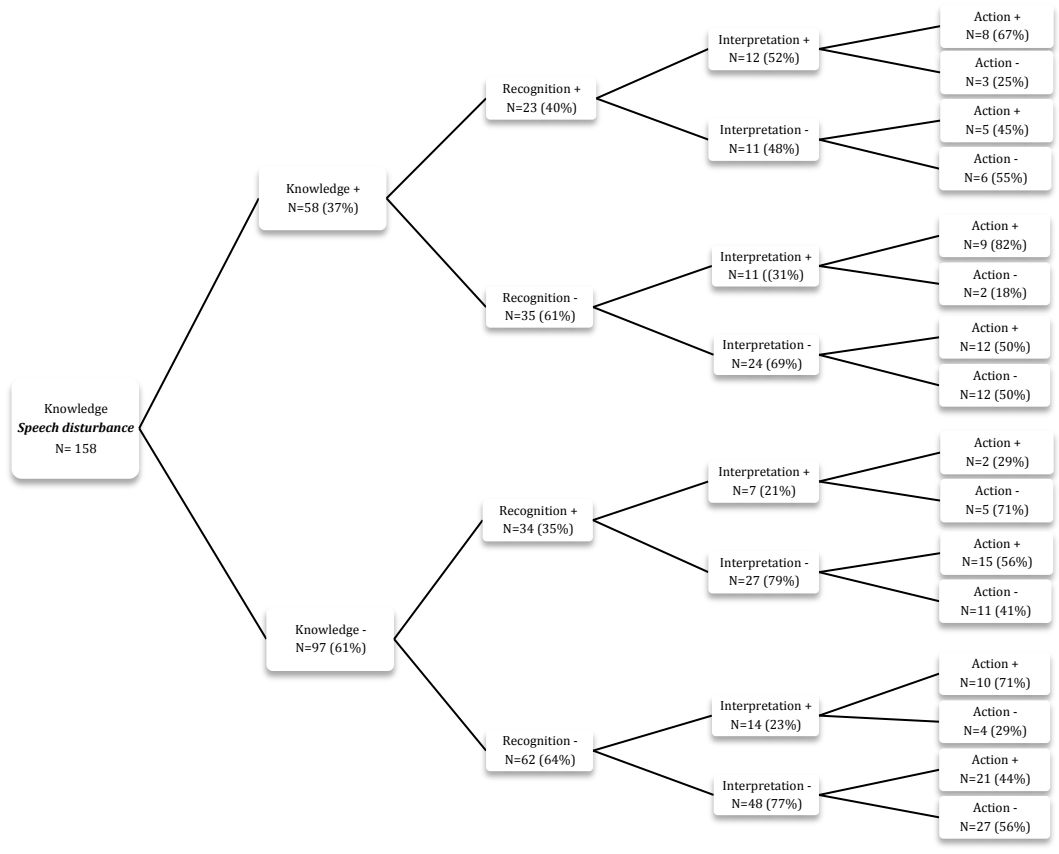 Knowledge
Speech disturbance
N= 158
Knowledge +
N=58 (37%)
Knowledge -
N=97 (61%)
Recognition +
N=23 (40%)
Recognition -
N=35 (61%)
Recognition +
N=34 (35%)
Recognition -
N=62 (64%)
Interpretation +
N=12 (52%)
Interpretation -
N=11 (48%)
Interpretation +
N=11 ((31%)
Interpretation -
N=24 (69%)
Interpretation +
N=7 (21%)
Interpretation -
N=27 (79%)
Interpretation +
N=14 (23%)
Interpretation -
N=48 (77%)
Action +
N=8 (67%)
Action -
N=3 (25%)
Action +
N=5 (45%)
Action -
N=6 (55%)
Action +
N=9 (82%)
Action -
N=2 (18%)
Action +
N=12 (50%)
Action -
N=12 (50%)
Action +
N=2 (29%)
Action -
N=5 (71%)
Action +
N=15 (56%)
Action -
N=11 (41%)
Action +
N=10 (71%)
Action -
N=4 (29%)
Action +
N=21 (44%)
Action -
N=27 (56%)